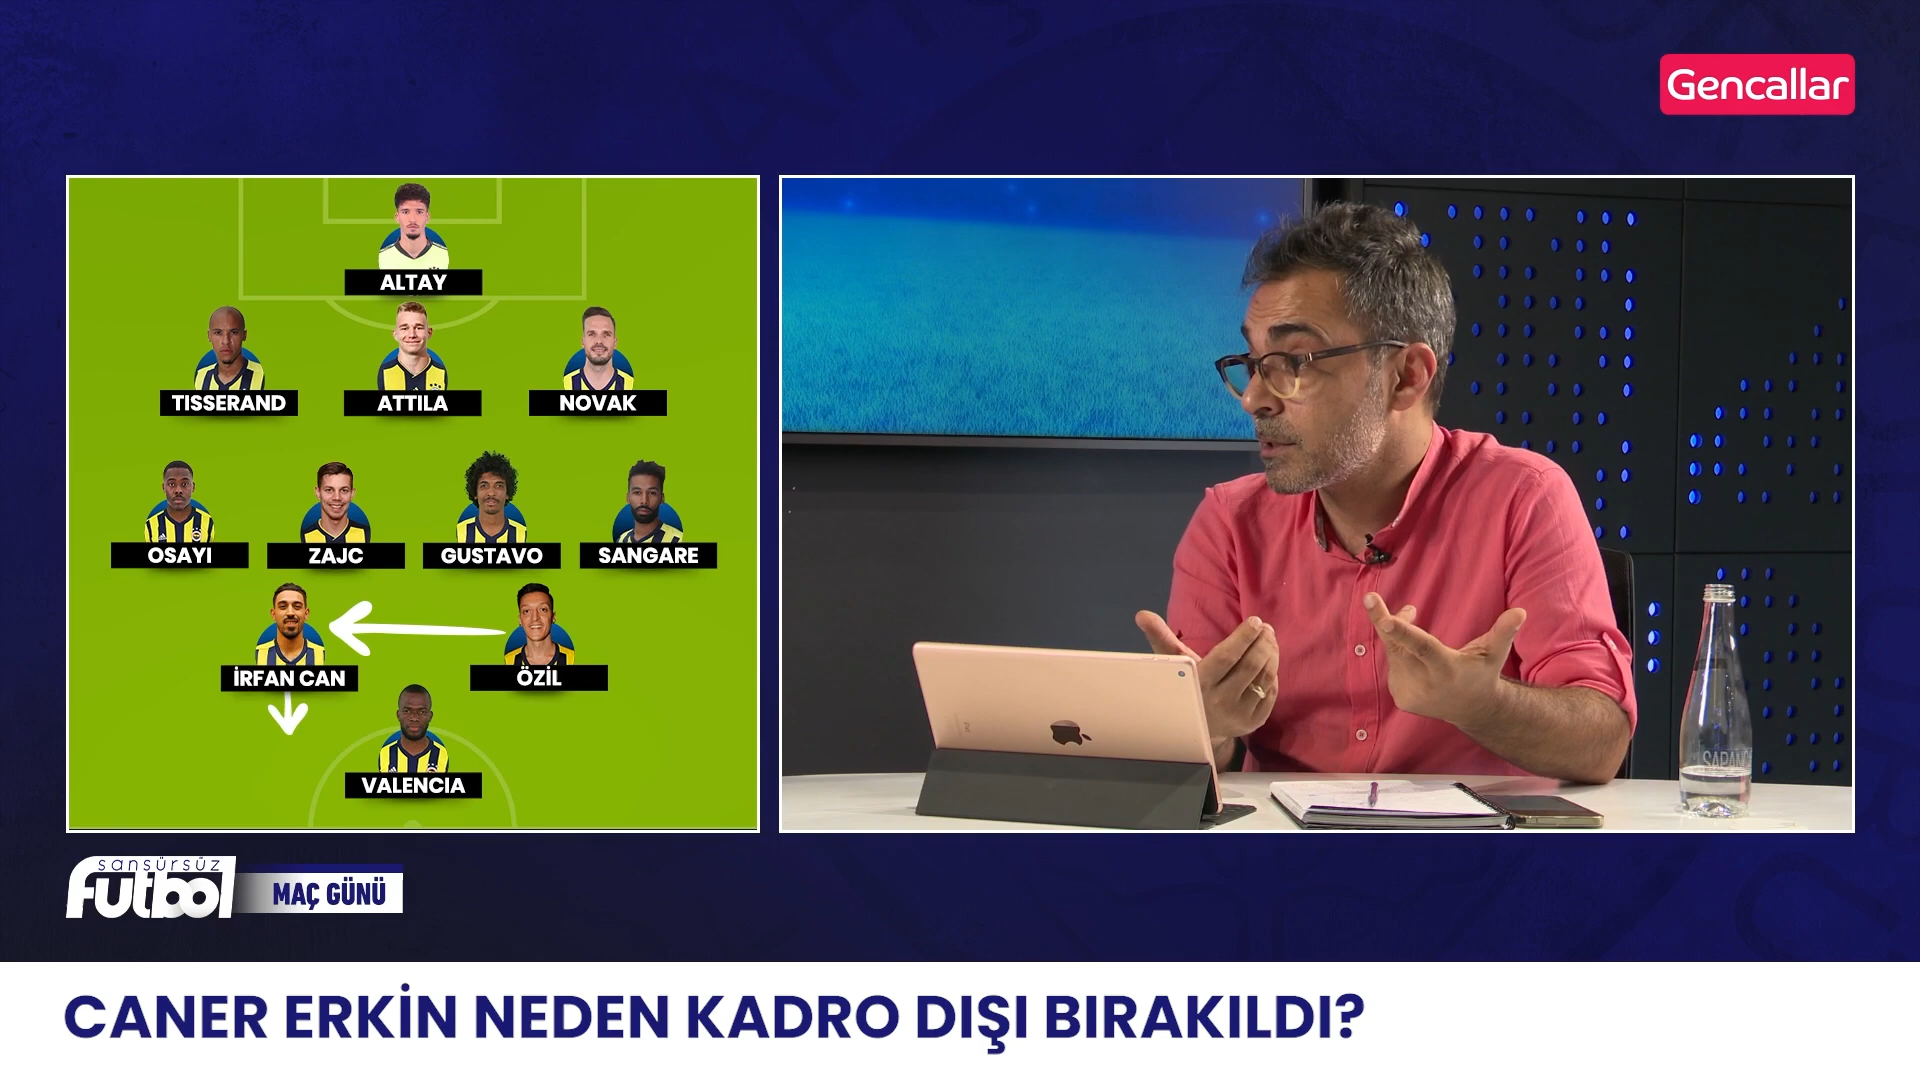 Gencallar
ALTAY
TISSERAND
ATTILA
NOVAK
OSAYI
ZAJC
GUSTAVO
SANGARE
İRFAN CAN
ÖZİL
VALENCIA
sansürsüz
Futbol
MAÇ GÜNÜ
CANER ERKİN NEDEN KADRO DIŞI BIRAKILDI?